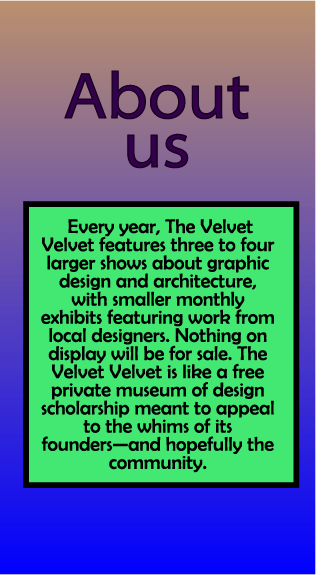 About
us
Every year, The Velvet
Velvet features three to four
larger shows about graphic
design and architecture,
with smaller monthly
exhibits featuring work from
local designers. Nothing on
display will be for sale. The
Velvet Velvet is like a free
private museum of design
scholarship meant to appeal
to the whims of its
founders—and hopefully the
community.